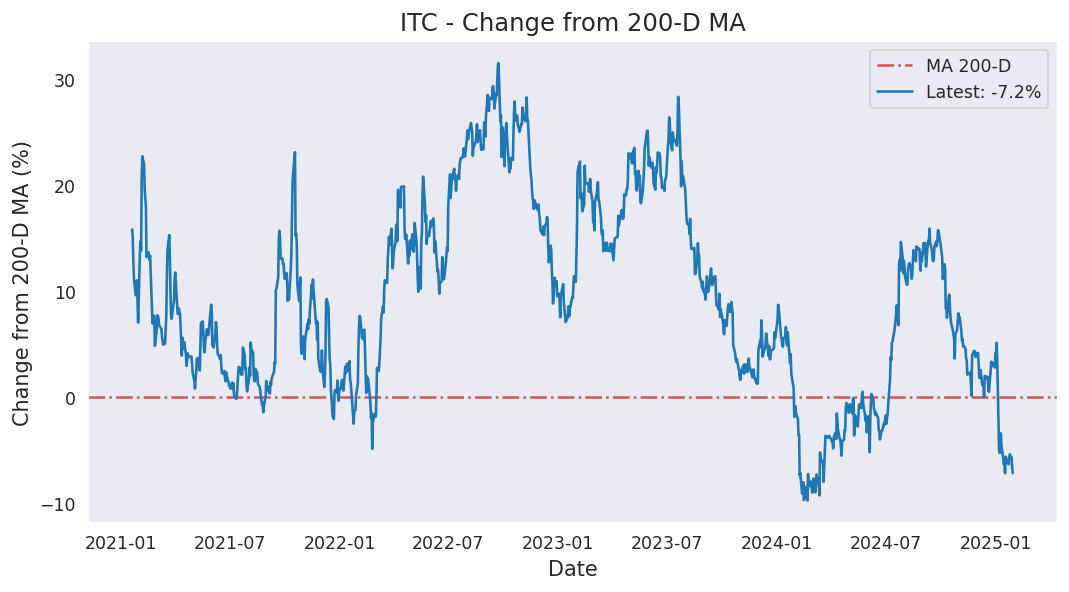 ITC - Change from 200-D MA
MA 200-D
Latest: -7.2%
Change from 200-D MA (%)
30
20
10
0
−10
2021-01 2021-07 2022-01 2022-07 2023-01 2023-07 2024-01 2024-07 2025-01
Date